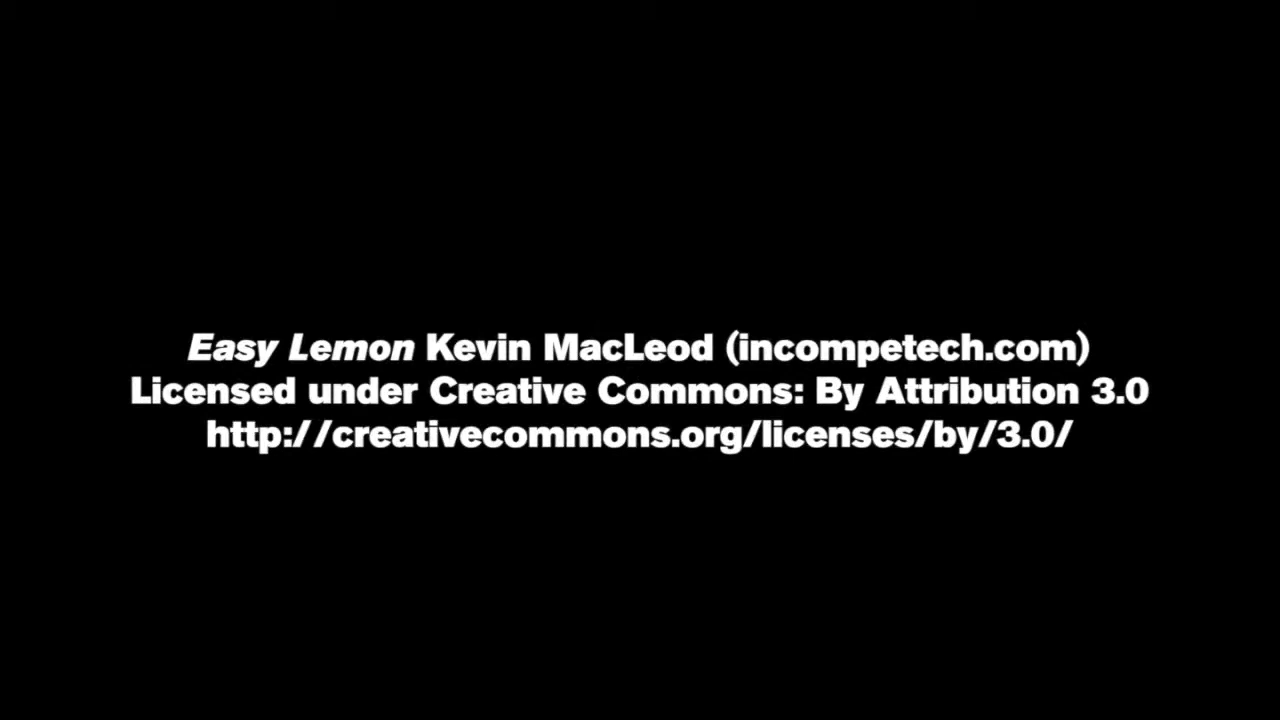 Easy Lemon Kevin MacLeod (incompetech.com)
Licensed under Creative Commons: By Attribution 3.0
http://creativecommons.org/licenses/by/3.0/